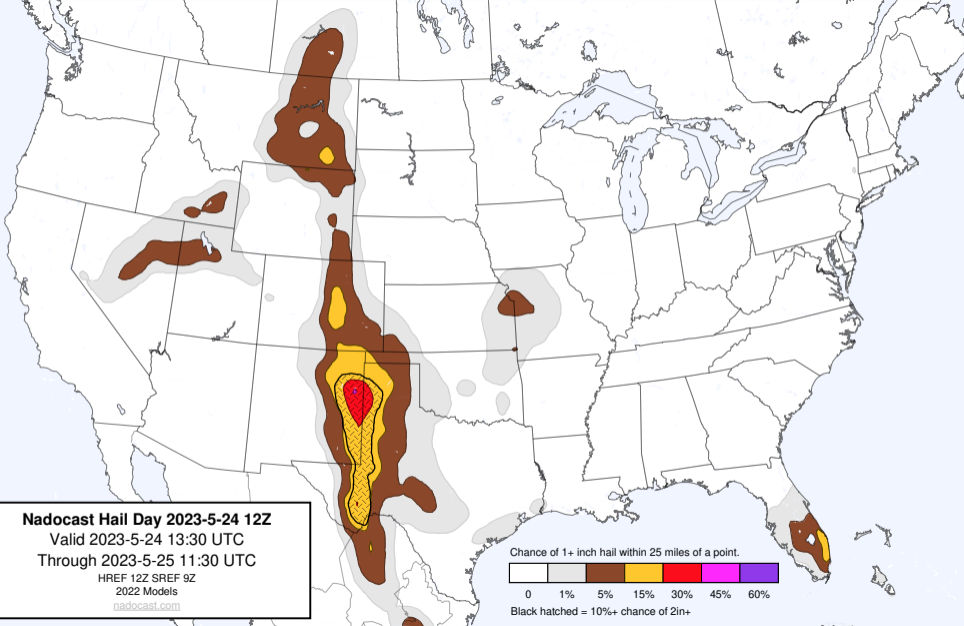 Nadocast Hail Day 2023-5-24 12Z
Valid 2023-5-24 13:30 UTC
Through 2023-5-25 11:30 UTC
HREF 12Z SREF 9Z
2022 Models
nadocast.com
Chance of 1+ inch hail within 25 miles of a point.
0 1% 5% 15% 30% 45% 60%
Black hatched = 10%+ chance of 2in+